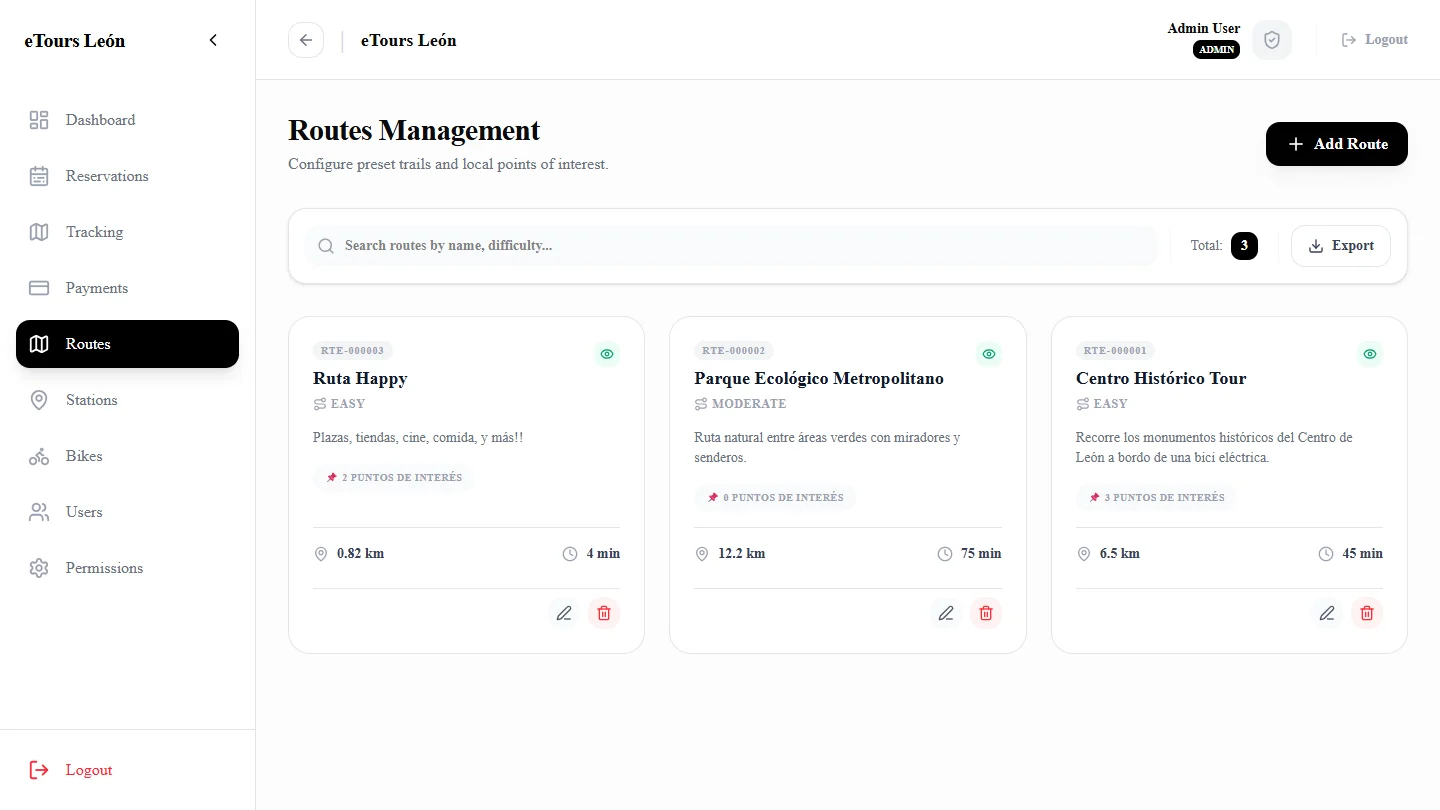 eTours León
Dashboard
Reservations
Tracking
Payments
Routes
Stations
Bikes
Users
Permissions
Logout
eTours León
Admin User
ADMIN
Logout
Routes Management
Configure preset trails and local points of interest.
Add Route
Search routes by name, difficulty...
Total: 3
Export
RTE-000003
Ruta Happy
EASY
Plazas, tiendas, cine, comida, y más!!
2 PUNTOS DE INTERÉS
0.82 km
4 min
RTE-000002
Parque Ecológico Metropolitano
MODERATE
Ruta natural entre áreas verdes con miradores y
senderos.
0 PUNTOS DE INTERÉS
12.2 km
75 min
RTE-000001
Centro Histórico Tour
EASY
Recorre los monumentos históricos del Centro de
León a bordo de una bici eléctrica.
3 PUNTOS DE INTERÉS
6.5 km
45 min